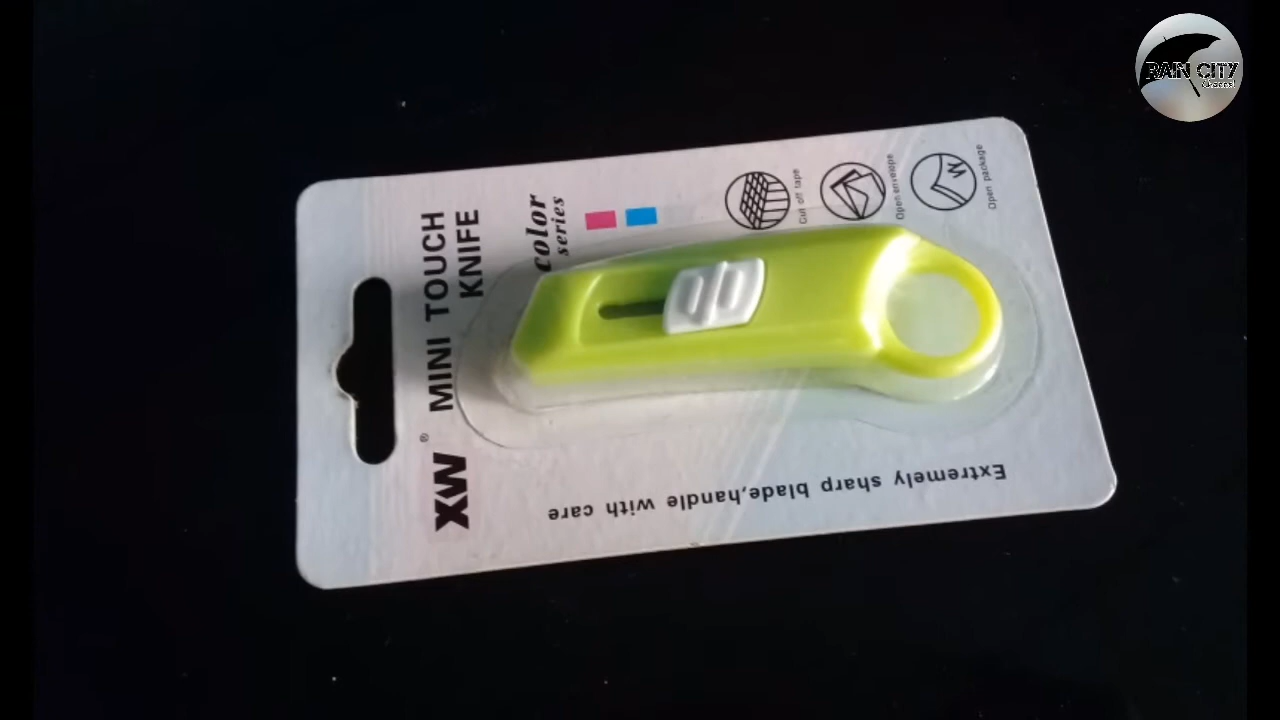 RAIN CITY
Channel
XW®
MINI TOUCH
KNIFE
color
series
Cut off tape
Open envelope
Open package
Extremely sharp blade,handle with care